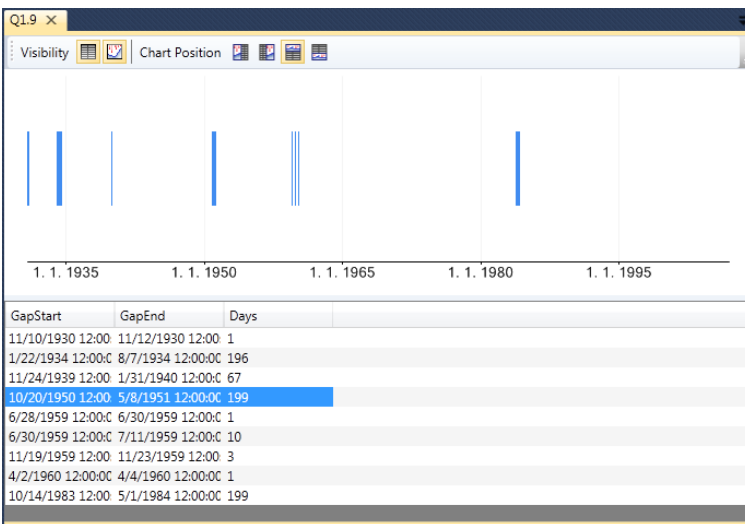 Q1.9
Visibility Chart Position
1. 1. 1935 1. 1. 1950 1. 1. 1965 1. 1. 1980 1. 1. 1995
GapStart GapEnd Days
11/10/1930 12:00: 11/12/1930 12:00: 1
1/22/1934 12:00:0 8/7/1934 12:00:00 196
11/24/1939 12:00: 1/31/1940 12:00:0 67
10/20/1950 12:00: 5/8/1951 12:00:00 199
6/28/1959 12:00:0 6/30/1959 12:00:0 1
6/30/1959 12:00:0 7/11/1959 12:00:0 10
11/19/1959 12:00: 11/23/1959 12:00: 3
4/2/1960 12:00:00 4/4/1960 12:00:00 1
10/14/1983 12:00: 5/1/1984 12:00:00 199